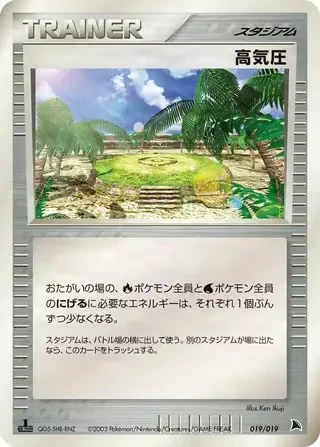 TRAINER
スタジアム
高気圧
おたがいの場の、🔥ポケモン全員と💧ポケモン全員
のにげるに必要なエネルギーは、それぞれ1個ぶん
ずつ少なくなる。
スタジアムは、バトル場の横に出して使う。別のスタジアムが場に出た
なら、このカードをトラッシュする。
Illus.Ken Ikuji
1
©2003 Pokémon/Nintendo/Creatures/GAME FREAK
019/019